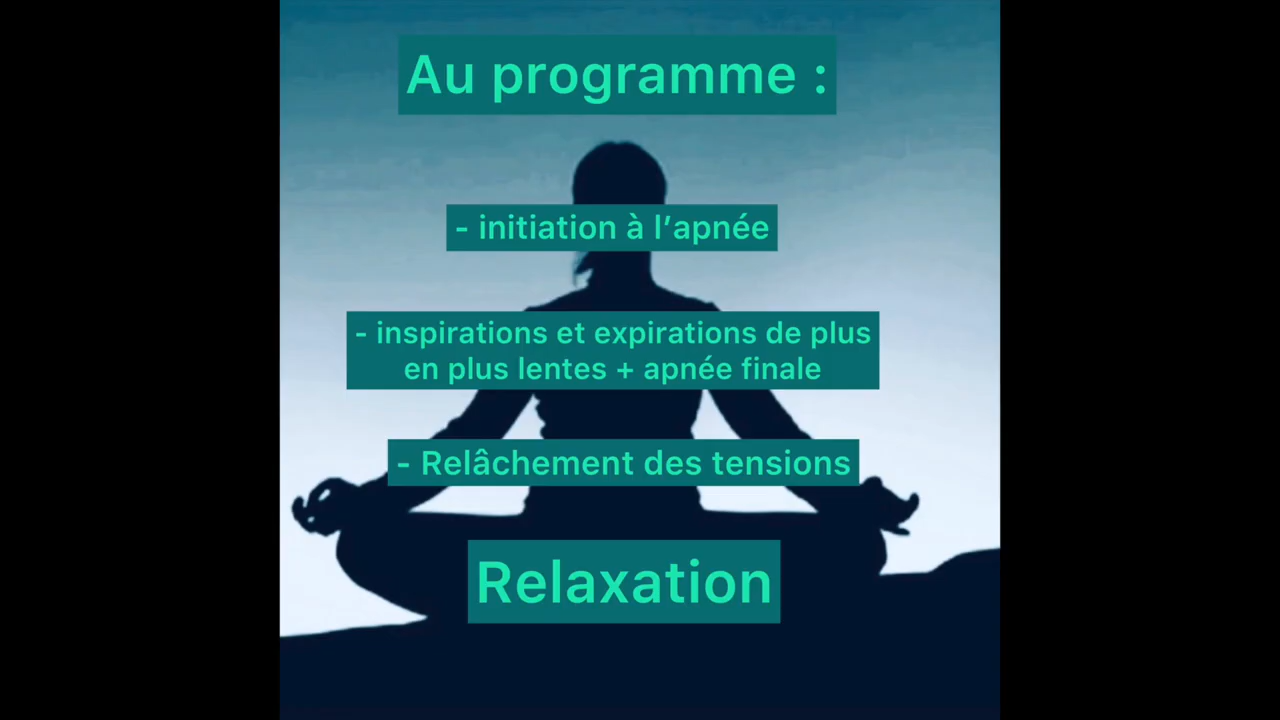 Au programme :
- initiation à l’apnée
- inspirations et expirations de plus
en plus lentes + apnée finale
- Relâchement des tensions
Relaxation